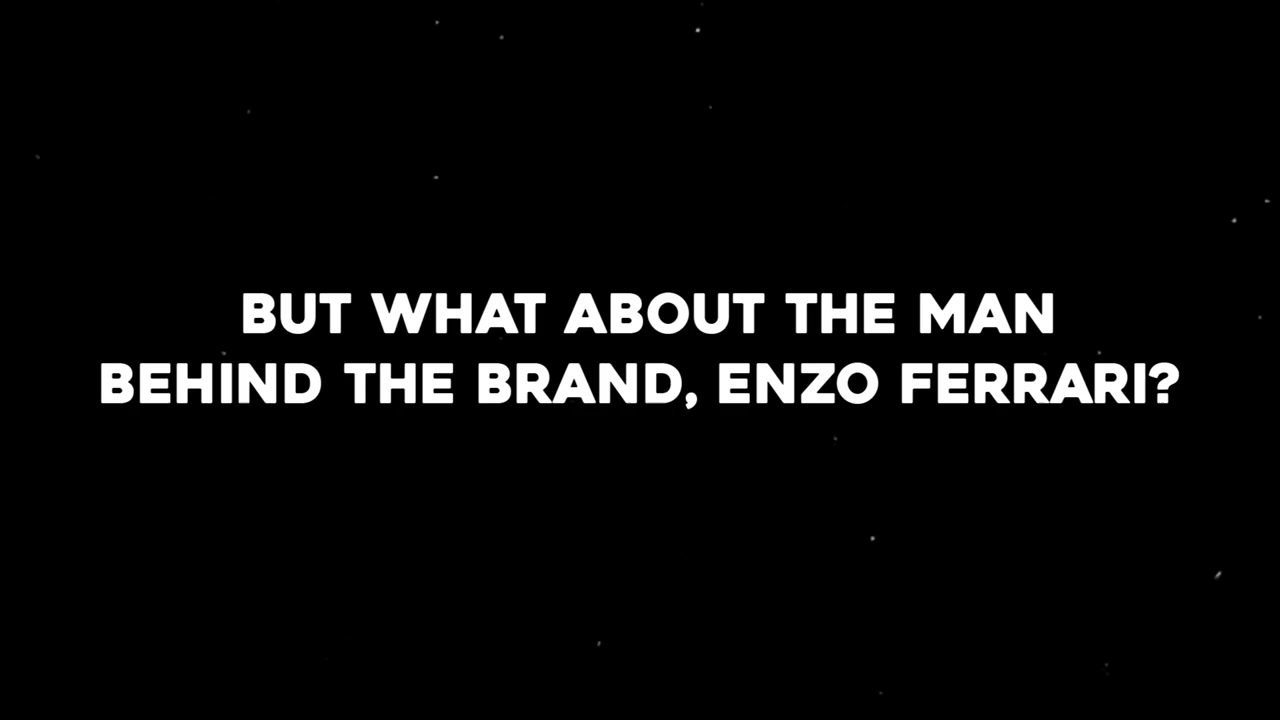 BUT WHAT ABOUT THE MAN
BEHIND THE BRAND, ENZO FERRARI?